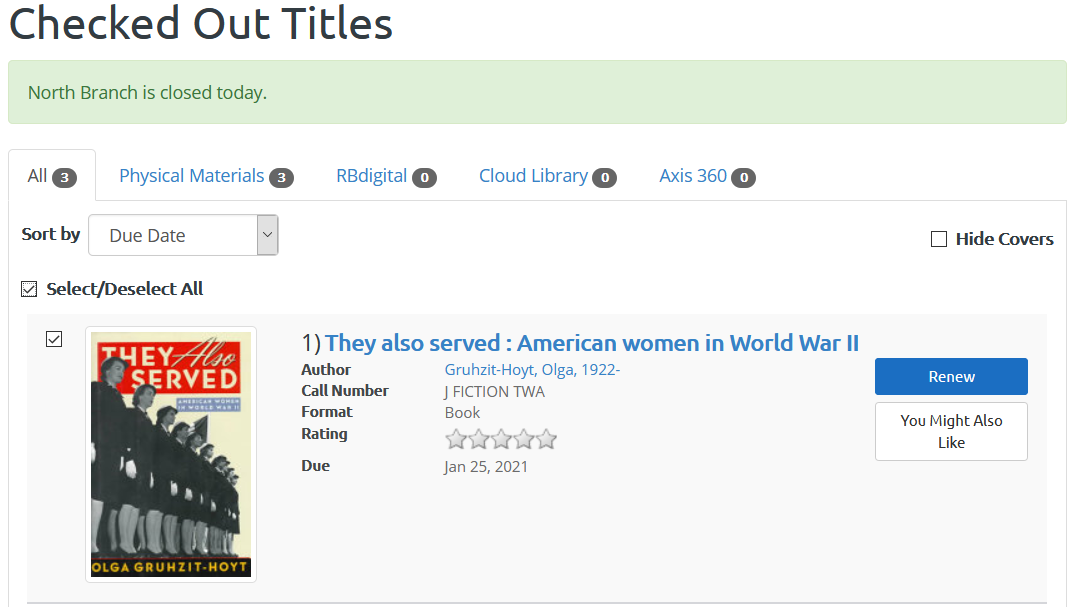 Checked Out Titles
North Branch is closed today.
All 3 Physical Materials 3 RBdigital 0 Cloud Library 0 Axis 360 0
Sort by Due Date Hide Covers
Select/Deselect All
THEY Also
SERVED
AMERICAN WOMEN
IN WORLD WAR II
OLGA GRUHZIT-HOYT
1) They also served : American women in World War II
Author Gruhzit-Hoyt, Olga, 1922-
Call Number J FICTION TWA
Format Book
Rating
Due Jan 25, 2021
Renew
You Might Also
Like